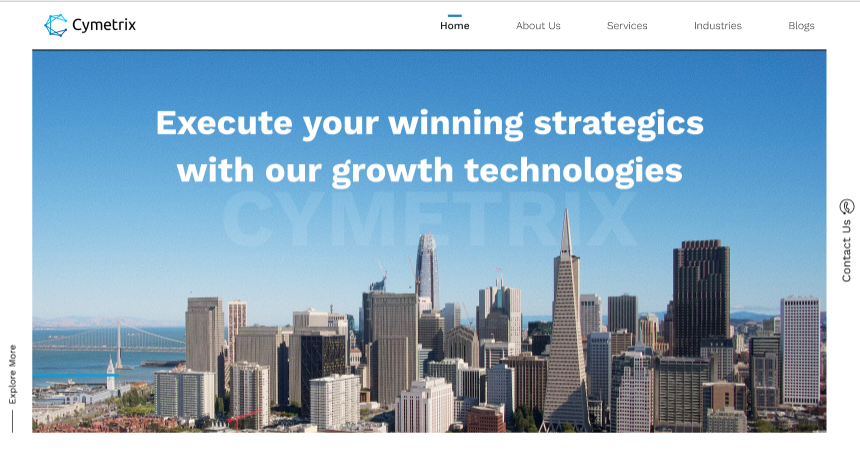 Cymetrix
Home
About Us
Services
Industries
Blogs
Execute your winning strategics
with our growth technologies
CYMETRIX
Contact Us
Explore More